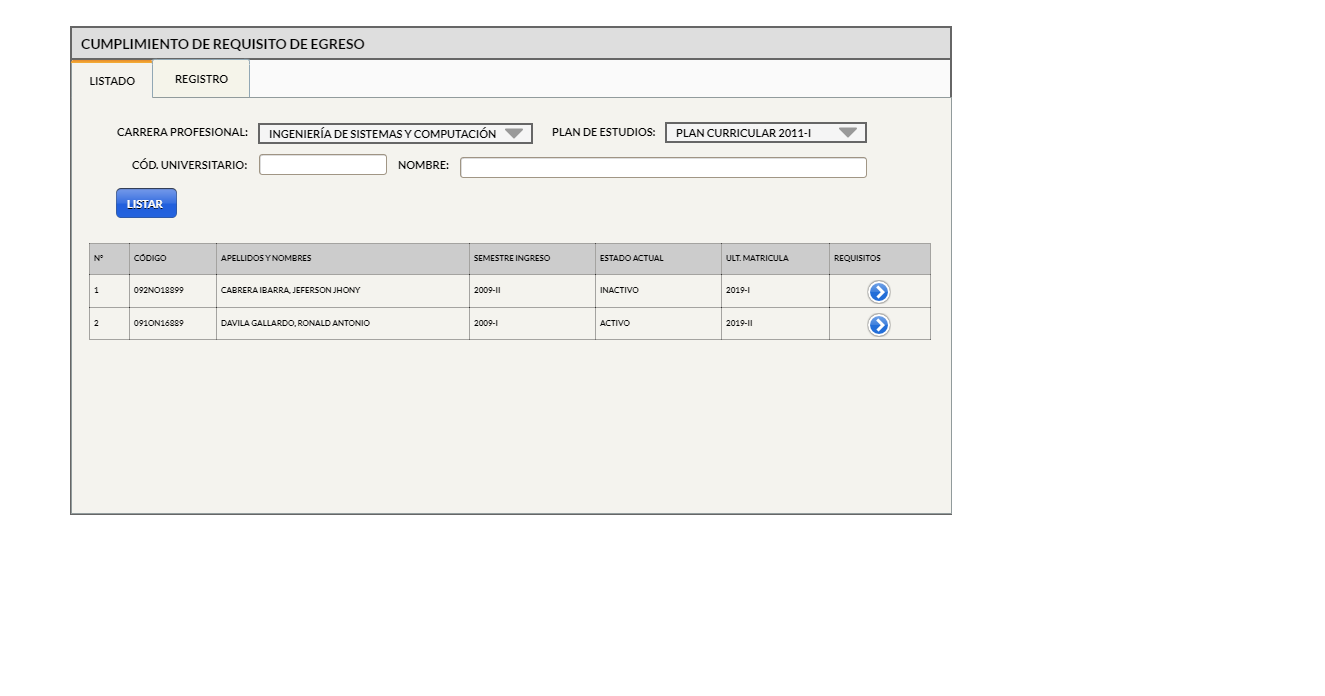 CUMPLIMIENTO DE REQUISITO DE EGRESO
LISTADO REGISTRO
CARRERA PROFESIONAL: INGENIERÍA DE SISTEMAS Y COMPUTACIÓN PLAN DE ESTUDIOS: PLAN CURRICULAR 2011-I
CÓD. UNIVERSITARIO: NOMBRE:
LISTAR
N° CÓDIGO APELLIDOS Y NOMBRES SEMESTRE INGRESO ESTADO ACTUAL ULT. MATRICULA REQUISITOS
1 092NO18899 CABRERA IBARRA, JEFERSON JHONY 2009-II INACTIVO 2019-I
2 091ON16889 DAVILA GALLARDO, RONALD ANTONIO 2009-I ACTIVO 2019-II